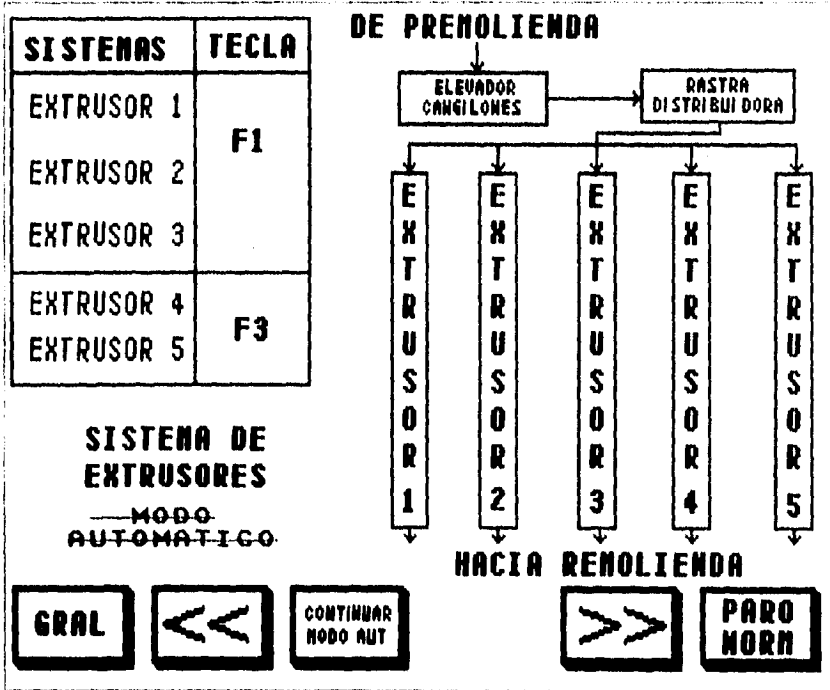 SISTEMAS TECLA
EXTRUSOR 1
EXTRUSOR 2
EXTRUSOR 3
F1
EXTRUSOR 4
EXTRUSOR 5
F3
SISTEMA DE
EXTRUSORES
MODO
AUTOMATICO
DE PREMOLIENDA
ELEVADOR
CANGILONES
RASTRA
DISTRIBUIDORA
EXTRUSOR 1
EXTRUSOR 2
EXTRUSOR 3
EXTRUSOR 4
EXTRUSOR 5
HACIA REMOLIENDA
GRAL
<<
CONTINUAR
MODO AUT
>>
PARO
NORM